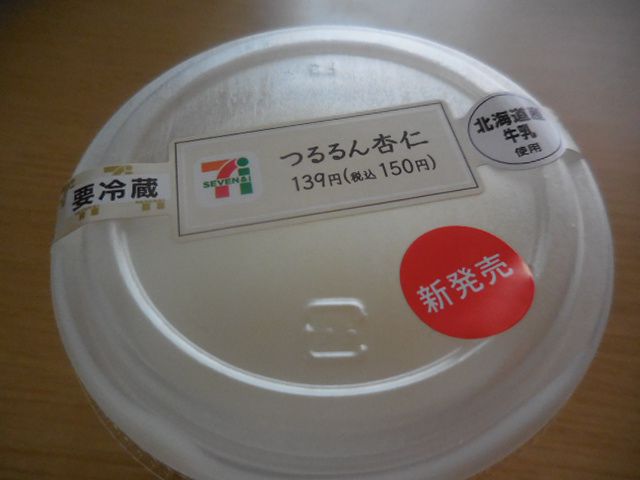 要冷蔵
7i
SEVEN&i
つるるん杏仁
139円(税込150円)
北海道産
牛乳
使用
新発売